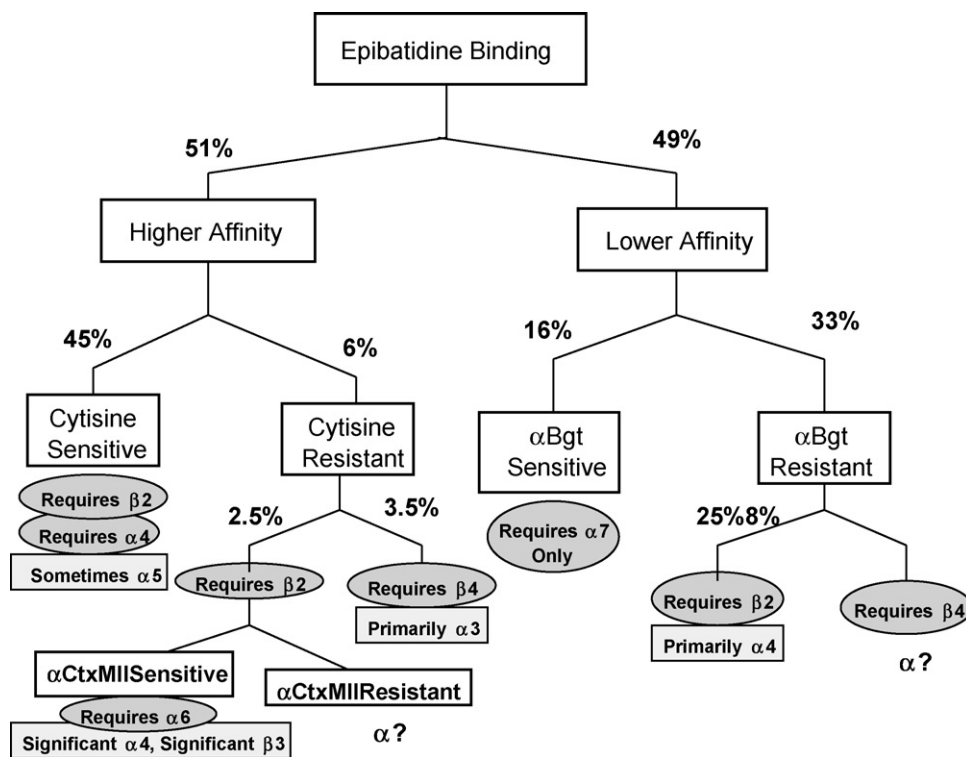 Epibatidine Binding
51%
49%
Higher Affinity
Lower Affinity
45%
6%
16%
33%
Cytisine
Sensitive
Cytisine
Resistant
αBgt
Sensitive
αBgt
Resistant
Requires β2
Requires α4
Sometimes α5
2.5%
3.5%
Requires α7
Only
25%8%
Requires β2
Requires β4
Primarily α3
Requires β2
Primarily α4
Requires β4
α?
αCtxMIISensitive
αCtxMIIResistant
Requires α6
Significant α4, Significant β3
α?